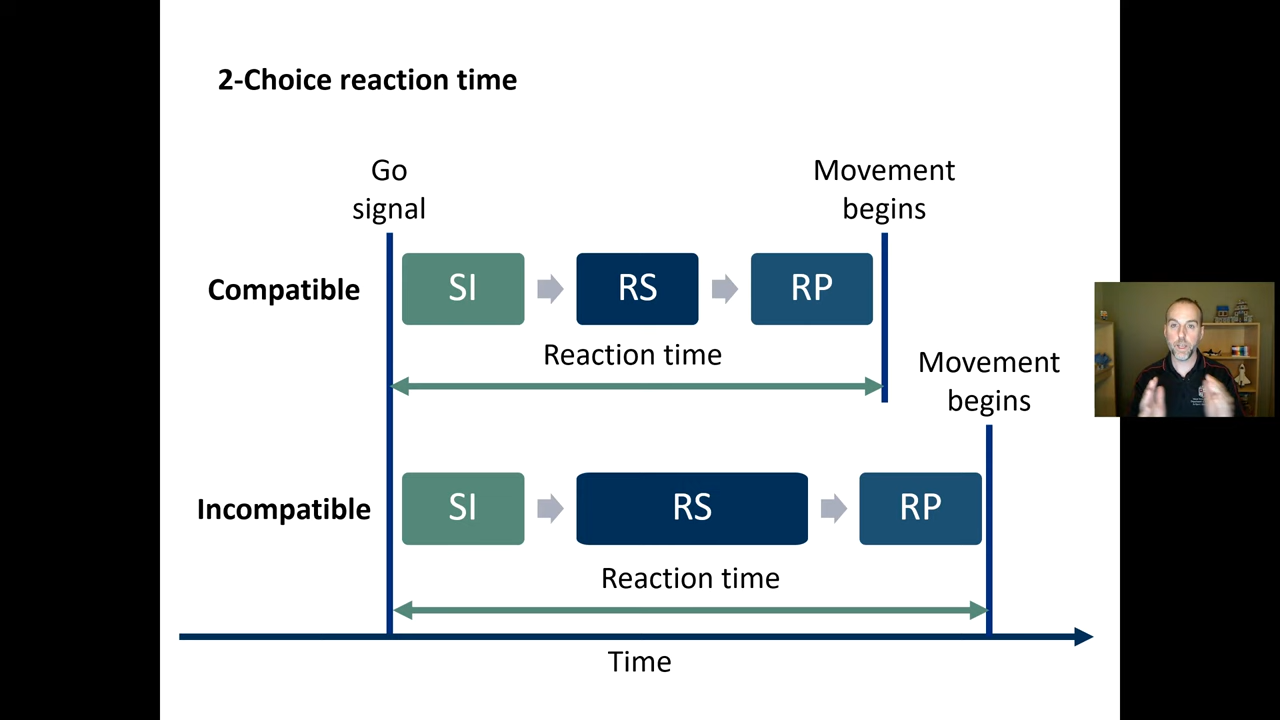 2-Choice reaction time
Go
signal
Movement
begins
Compatible
SI
RS
RP
Reaction time
Movement
begins
Incompatible
SI
RS
RP
Reaction time
Time